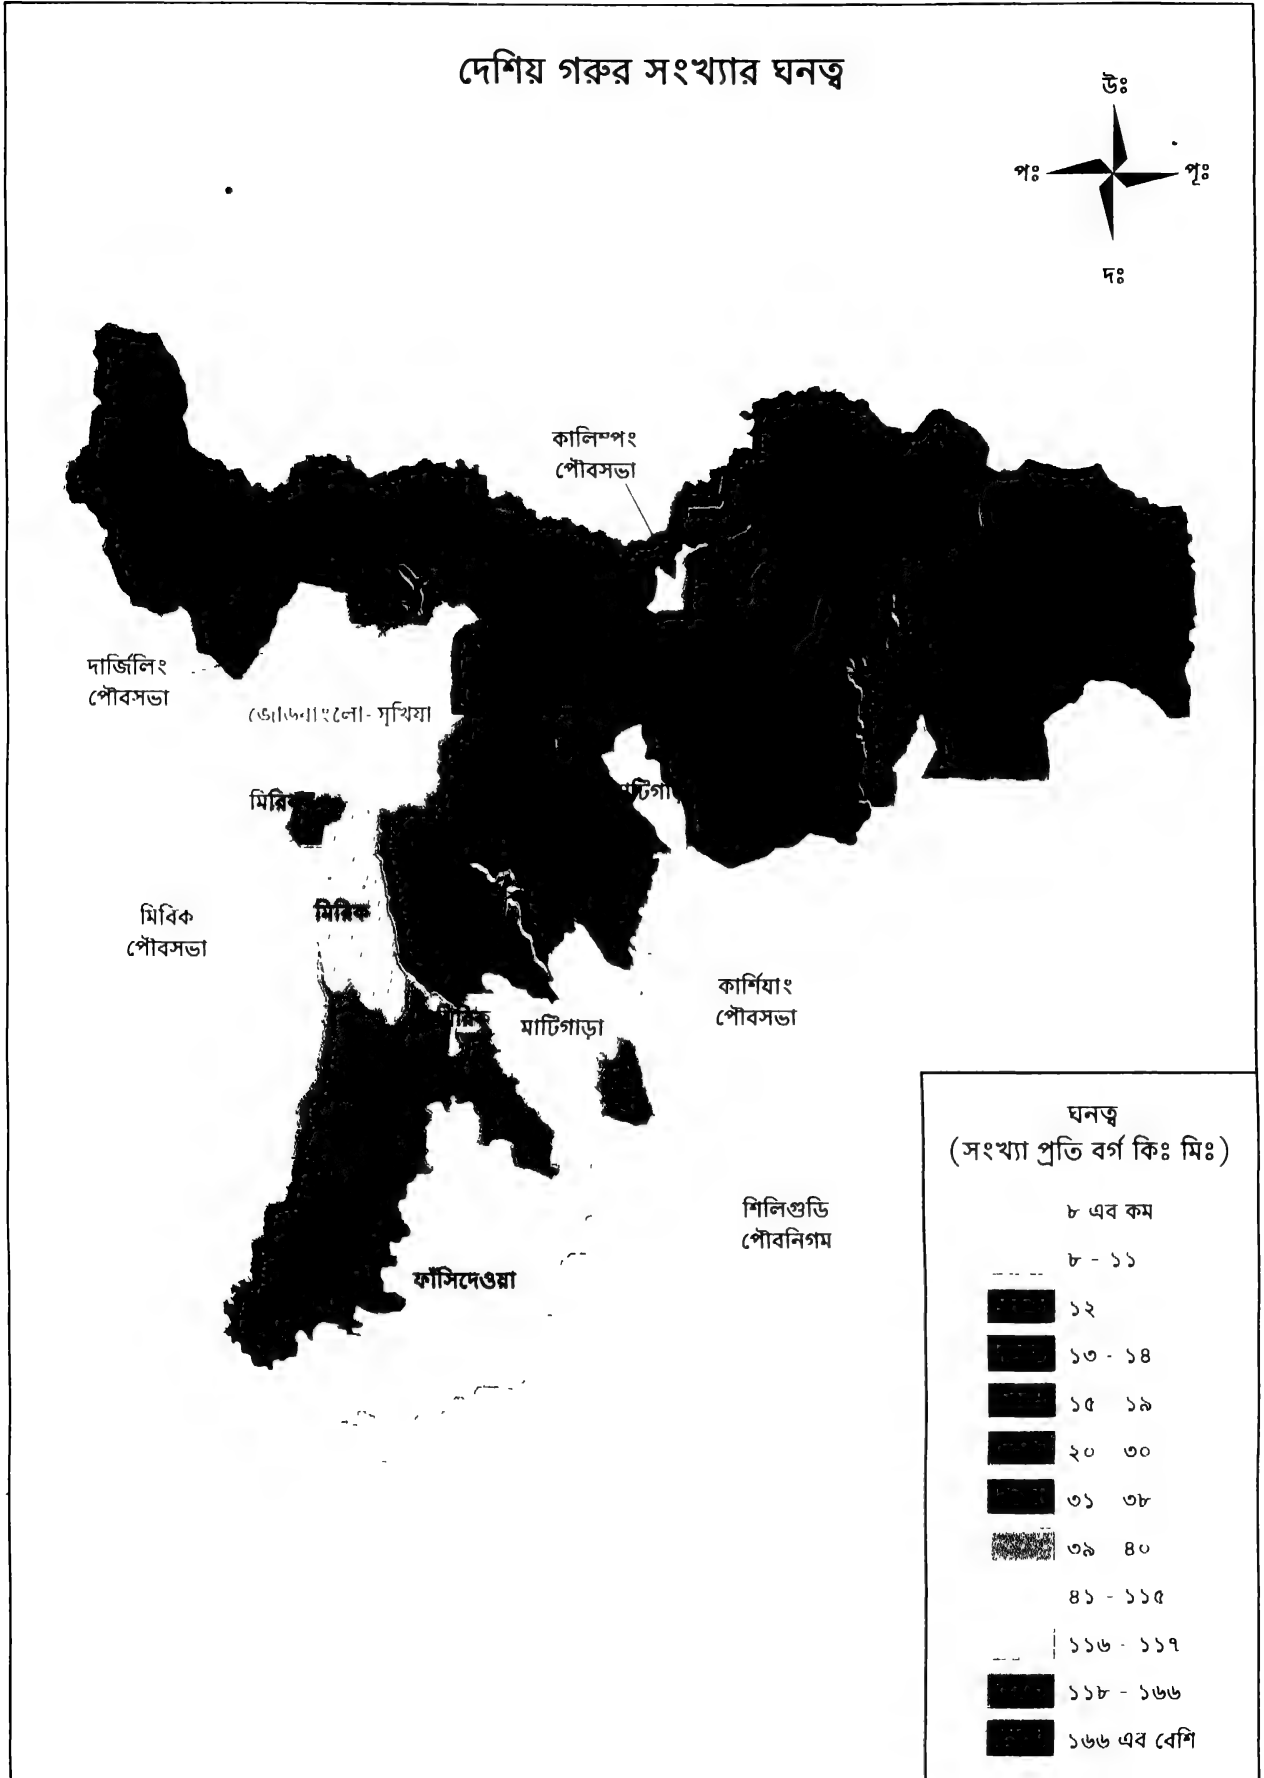 দেশিয় গরুর সংখ্যার ঘনত্ব
উঃ
পঃ
পূঃ
দঃ
কালিম্পং
পৌবসভা
দার্জিলিং
পৌবসভা
সুখিযা
মিরিক
মিবিক
পৌবসভা
মিরিক
কার্শিযাং
পৌবসভা
মাটিগাড়া
শিলিগুডি
পৌবনিগম
ফাঁসিদেওয়া
ঘনত্ব
(সংখ্যা প্রতি বর্গ কিঃ মিঃ)
৮ এব কম
৮ - ১১
১২
১৩ - ১৪
১৫ ১৯
২০ ৩০
৩১ ৩৮
৩৯ ৪০
৪১ - ১১৫
১১৬ - ১১৭
১১৮ - ১৬৬
১৬৬ এব বেশি